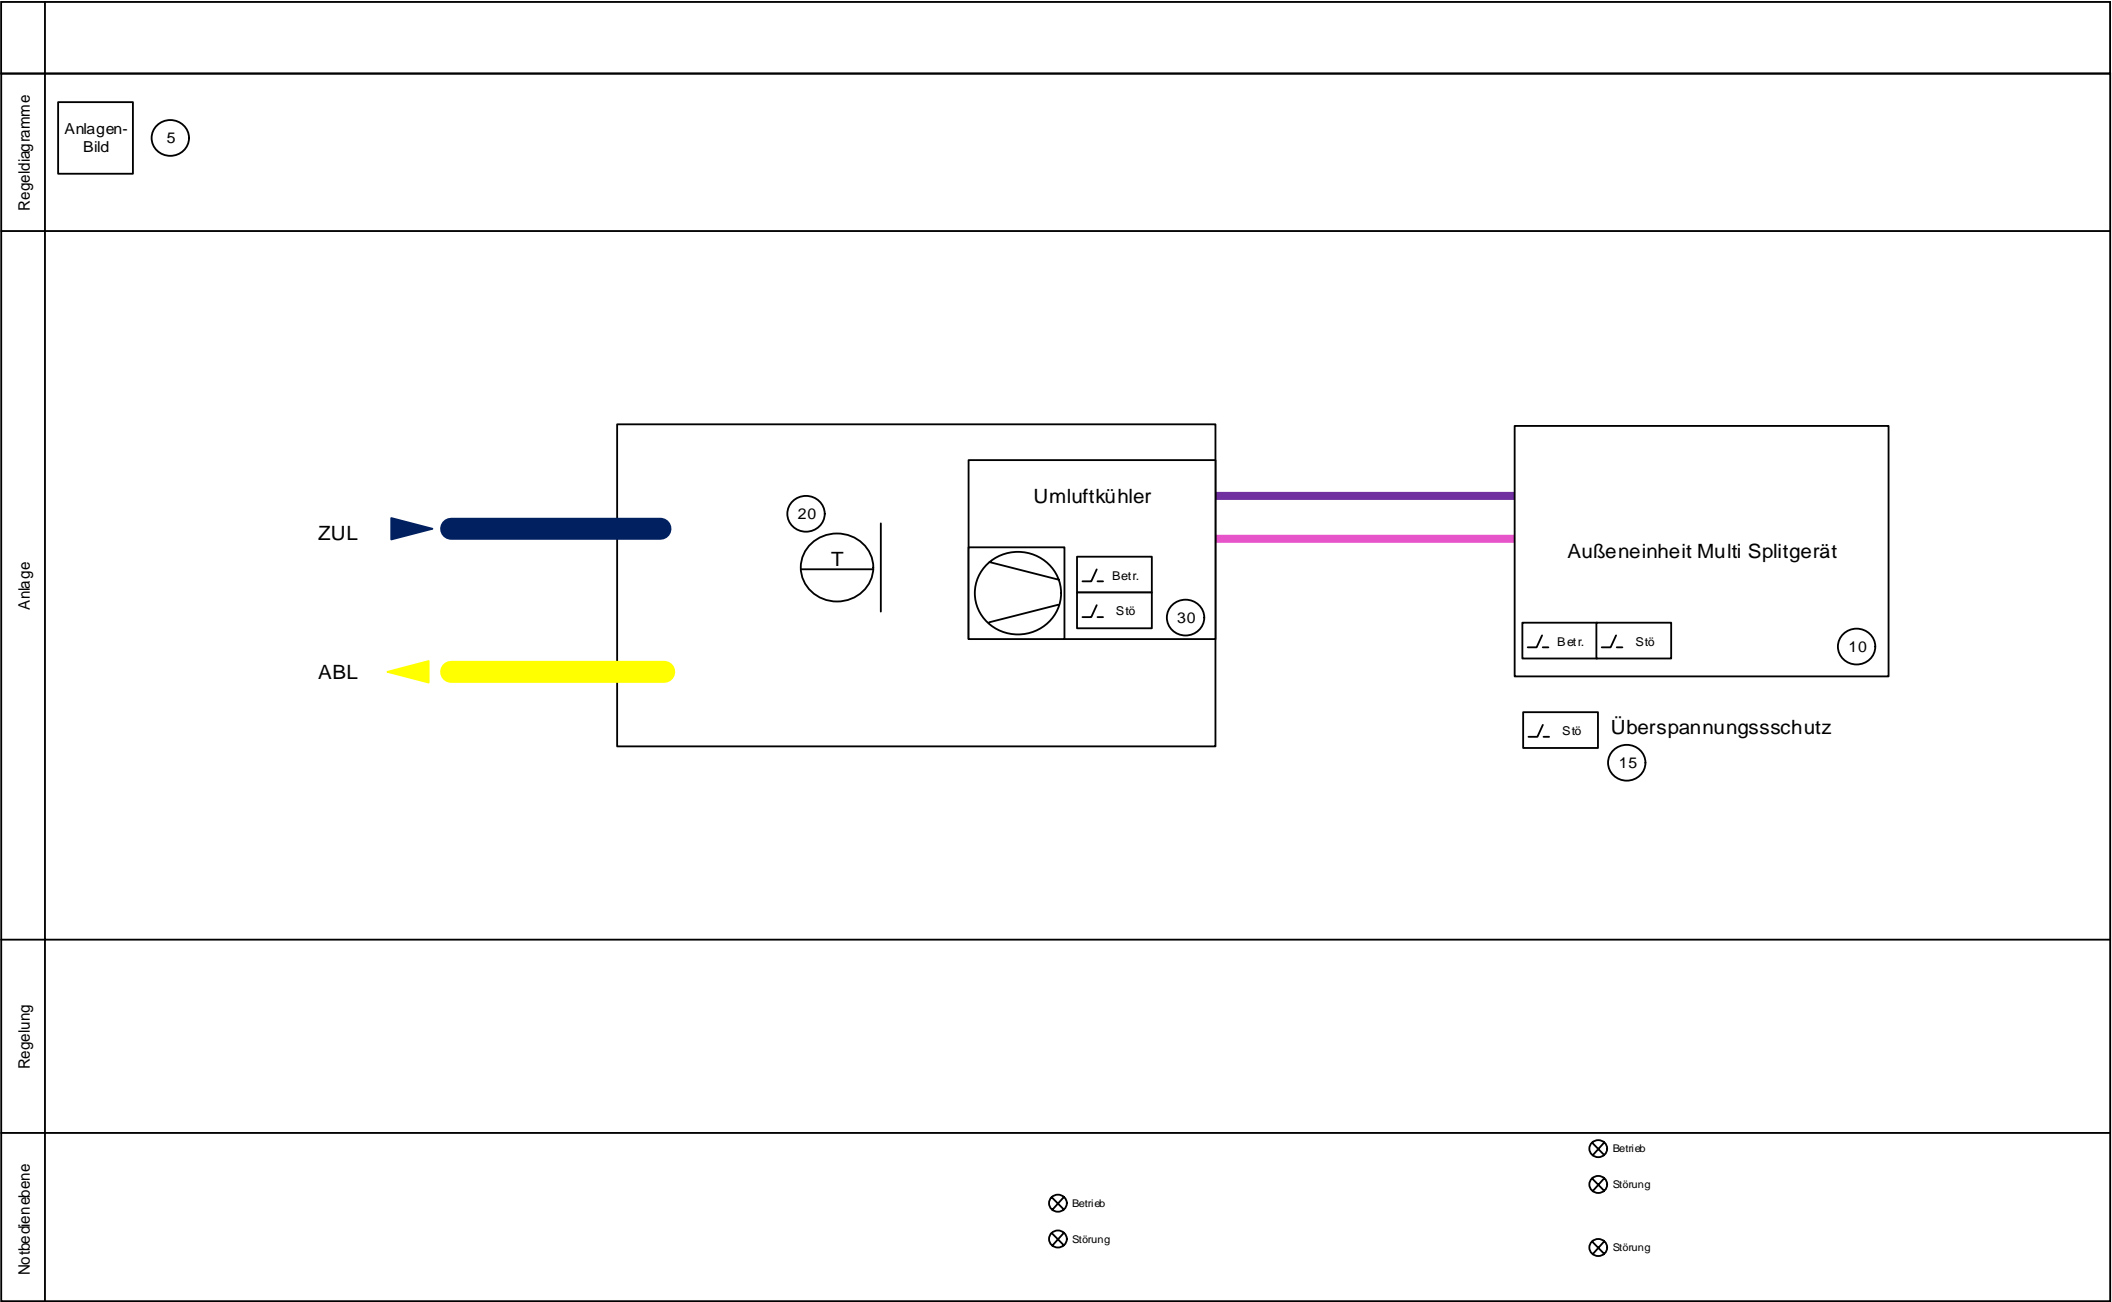 Regeldiagramme
Anlagen-
Bild
5
Anlage
ZUL
ABL
20
T
Umluftkühler
Betr.
Stö
30
Außeneinheit Multi Splitgerät
Betr.
Stö
10
Stö
Überspannungssschutz
15
Regelung
Notbedienebene
Betrieb
Störung
Betrieb
Störung
Störung